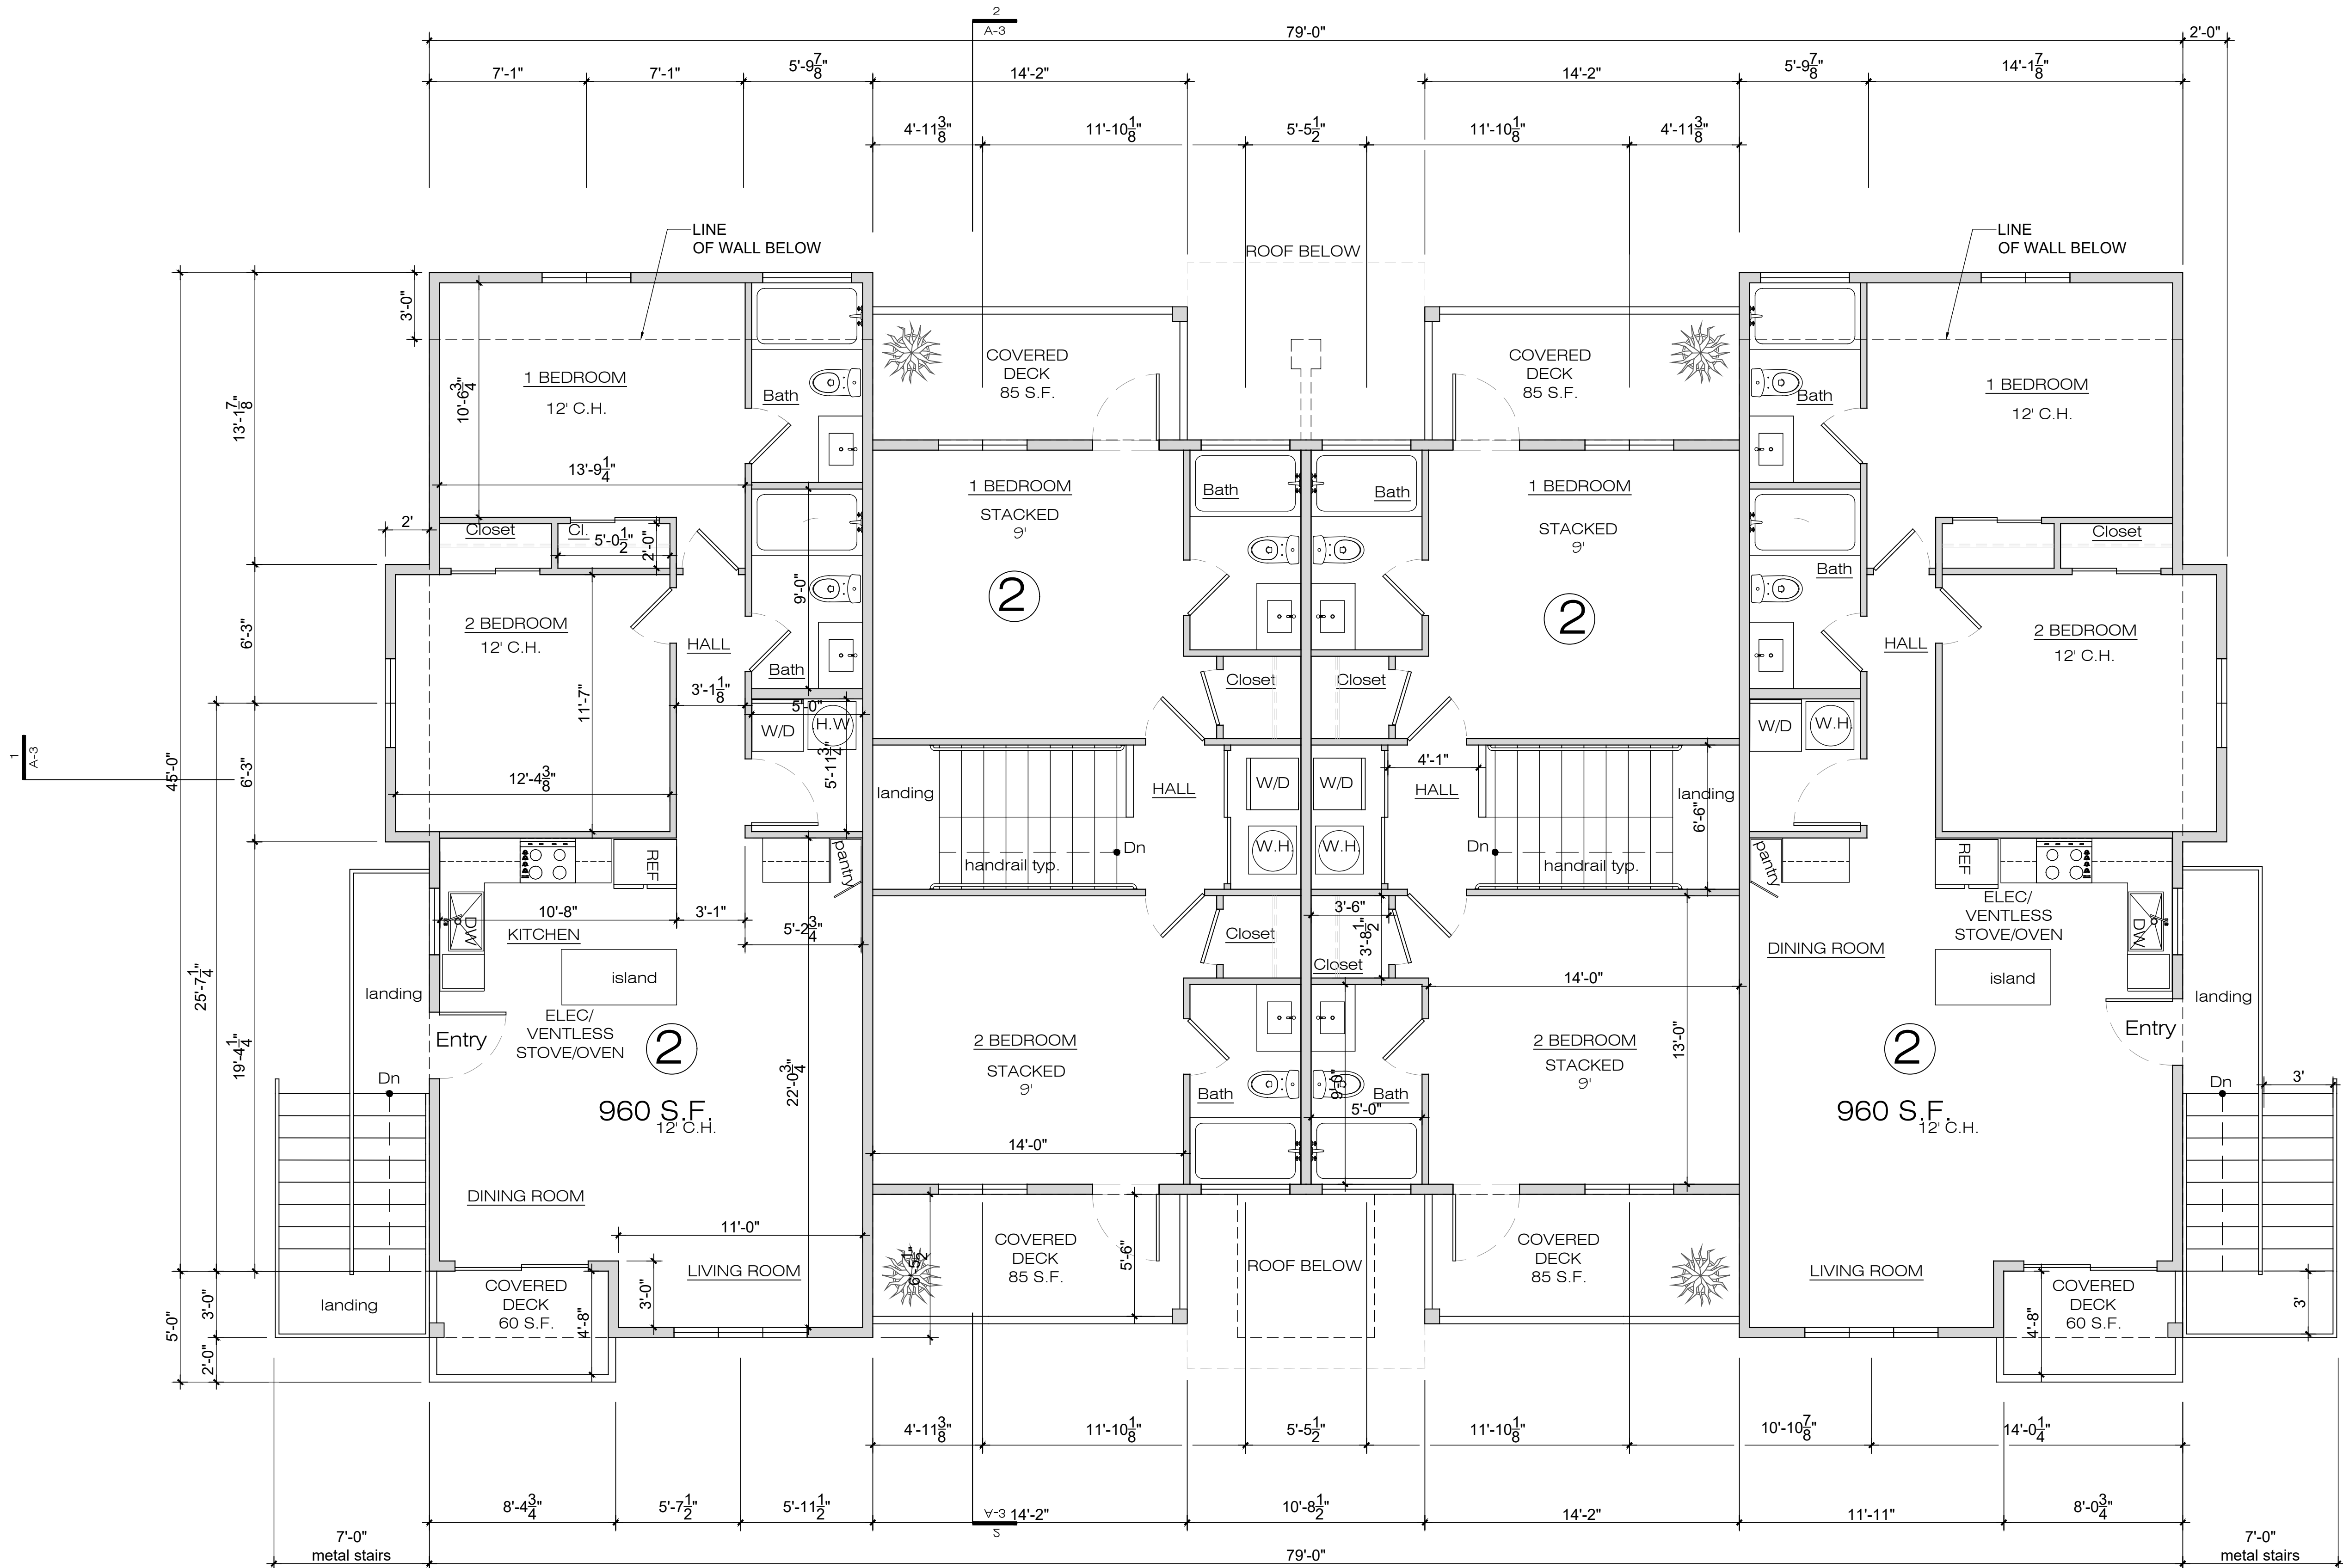 2
A-3
79'-0"
2'-0"
7'-1"
7'-1"
5'-9 7/8"
14'-2"
14'-2"
5'-9 7/8"
14'-1 7/8"
4'-11 3/8"
11'-10 1/8"
5'-5 1/2"
11'-10 1/8"
4'-11 3/8"
LINE
OF WALL BELOW
ROOF BELOW
LINE
OF WALL BELOW
3'-0"
COVERED
DECK
85 S.F.
COVERED
DECK
85 S.F.
1 BEDROOM
12' C.H.
10'-6 3/4"
Bath
Bath
1 BEDROOM
12' C.H.
13'-1 7/8"
13'-9 1/4"
1 BEDROOM
STACKED
9'
Bath
Bath
1 BEDROOM
STACKED
9'
2'
Closet
Cl.
5'-0 1/2"
2'-0"
Closet
9'-0"
Bath
2
2
6'-3"
2 BEDROOM
12' C.H.
HALL
Bath
HALL
2 BEDROOM
12' C.H.
11'-7"
3'-1 1/8"
5'-0"
Closet
Closet
W/D
H.W
W/D
W.H.
1
A-3
45'-0"
6'-3"
12'-4 3/8"
5'-11 3/4"
landing
HALL
W/D
W/D
4'-1"
HALL
landing
6'-6"
Dn
Dn
handrail typ.
W.H.
W.H.
handrail typ.
REF
pantry
pantry
REF
10'-8"
3'-1"
DW
KITCHEN
5'-2 3/4"
Closet
3'-6"
3'-8 1/2"
Closet
ELEC/
VENTLESS
STOVE/OVEN
DW
DINING ROOM
island
island
14'-0"
25'-7 1/4"
landing
landing
ELEC/
VENTLESS
STOVE/OVEN
Entry
2
2 BEDROOM
STACKED
9'
2 BEDROOM
STACKED
9'
13'-0"
2
Entry
19'-4 1/4"
22'-0 3/4"
Dn
Dn
3'
9'-0"
Bath
Bath
5'-0"
960 S.F.
12' C.H.
960 S.F.
12' C.H.
14'-0"
DINING ROOM
11'-0"
LIVING ROOM
3'-0"
LIVING ROOM
6'-5 1/2"
COVERED
DECK
85 S.F.
5'-6"
ROOF BELOW
COVERED
DECK
85 S.F.
COVERED
DECK
60 S.F.
4'-8"
COVERED
DECK
60 S.F.
4'-8"
landing
3'
5'-0"
3'-0"
2'-0"
4'-11 3/8"
11'-10 1/8"
5'-5 1/2"
11'-10 1/8"
10'-10 7/8"
14'-0 1/4"
8'-4 3/4"
5'-7 1/2"
5'-11 1/2"
A-3
2
14'-2"
10'-8 1/2"
14'-2"
11'-11"
8'-0 3/4"
7'-0"
metal stairs
79'-0"
7'-0"
metal stairs